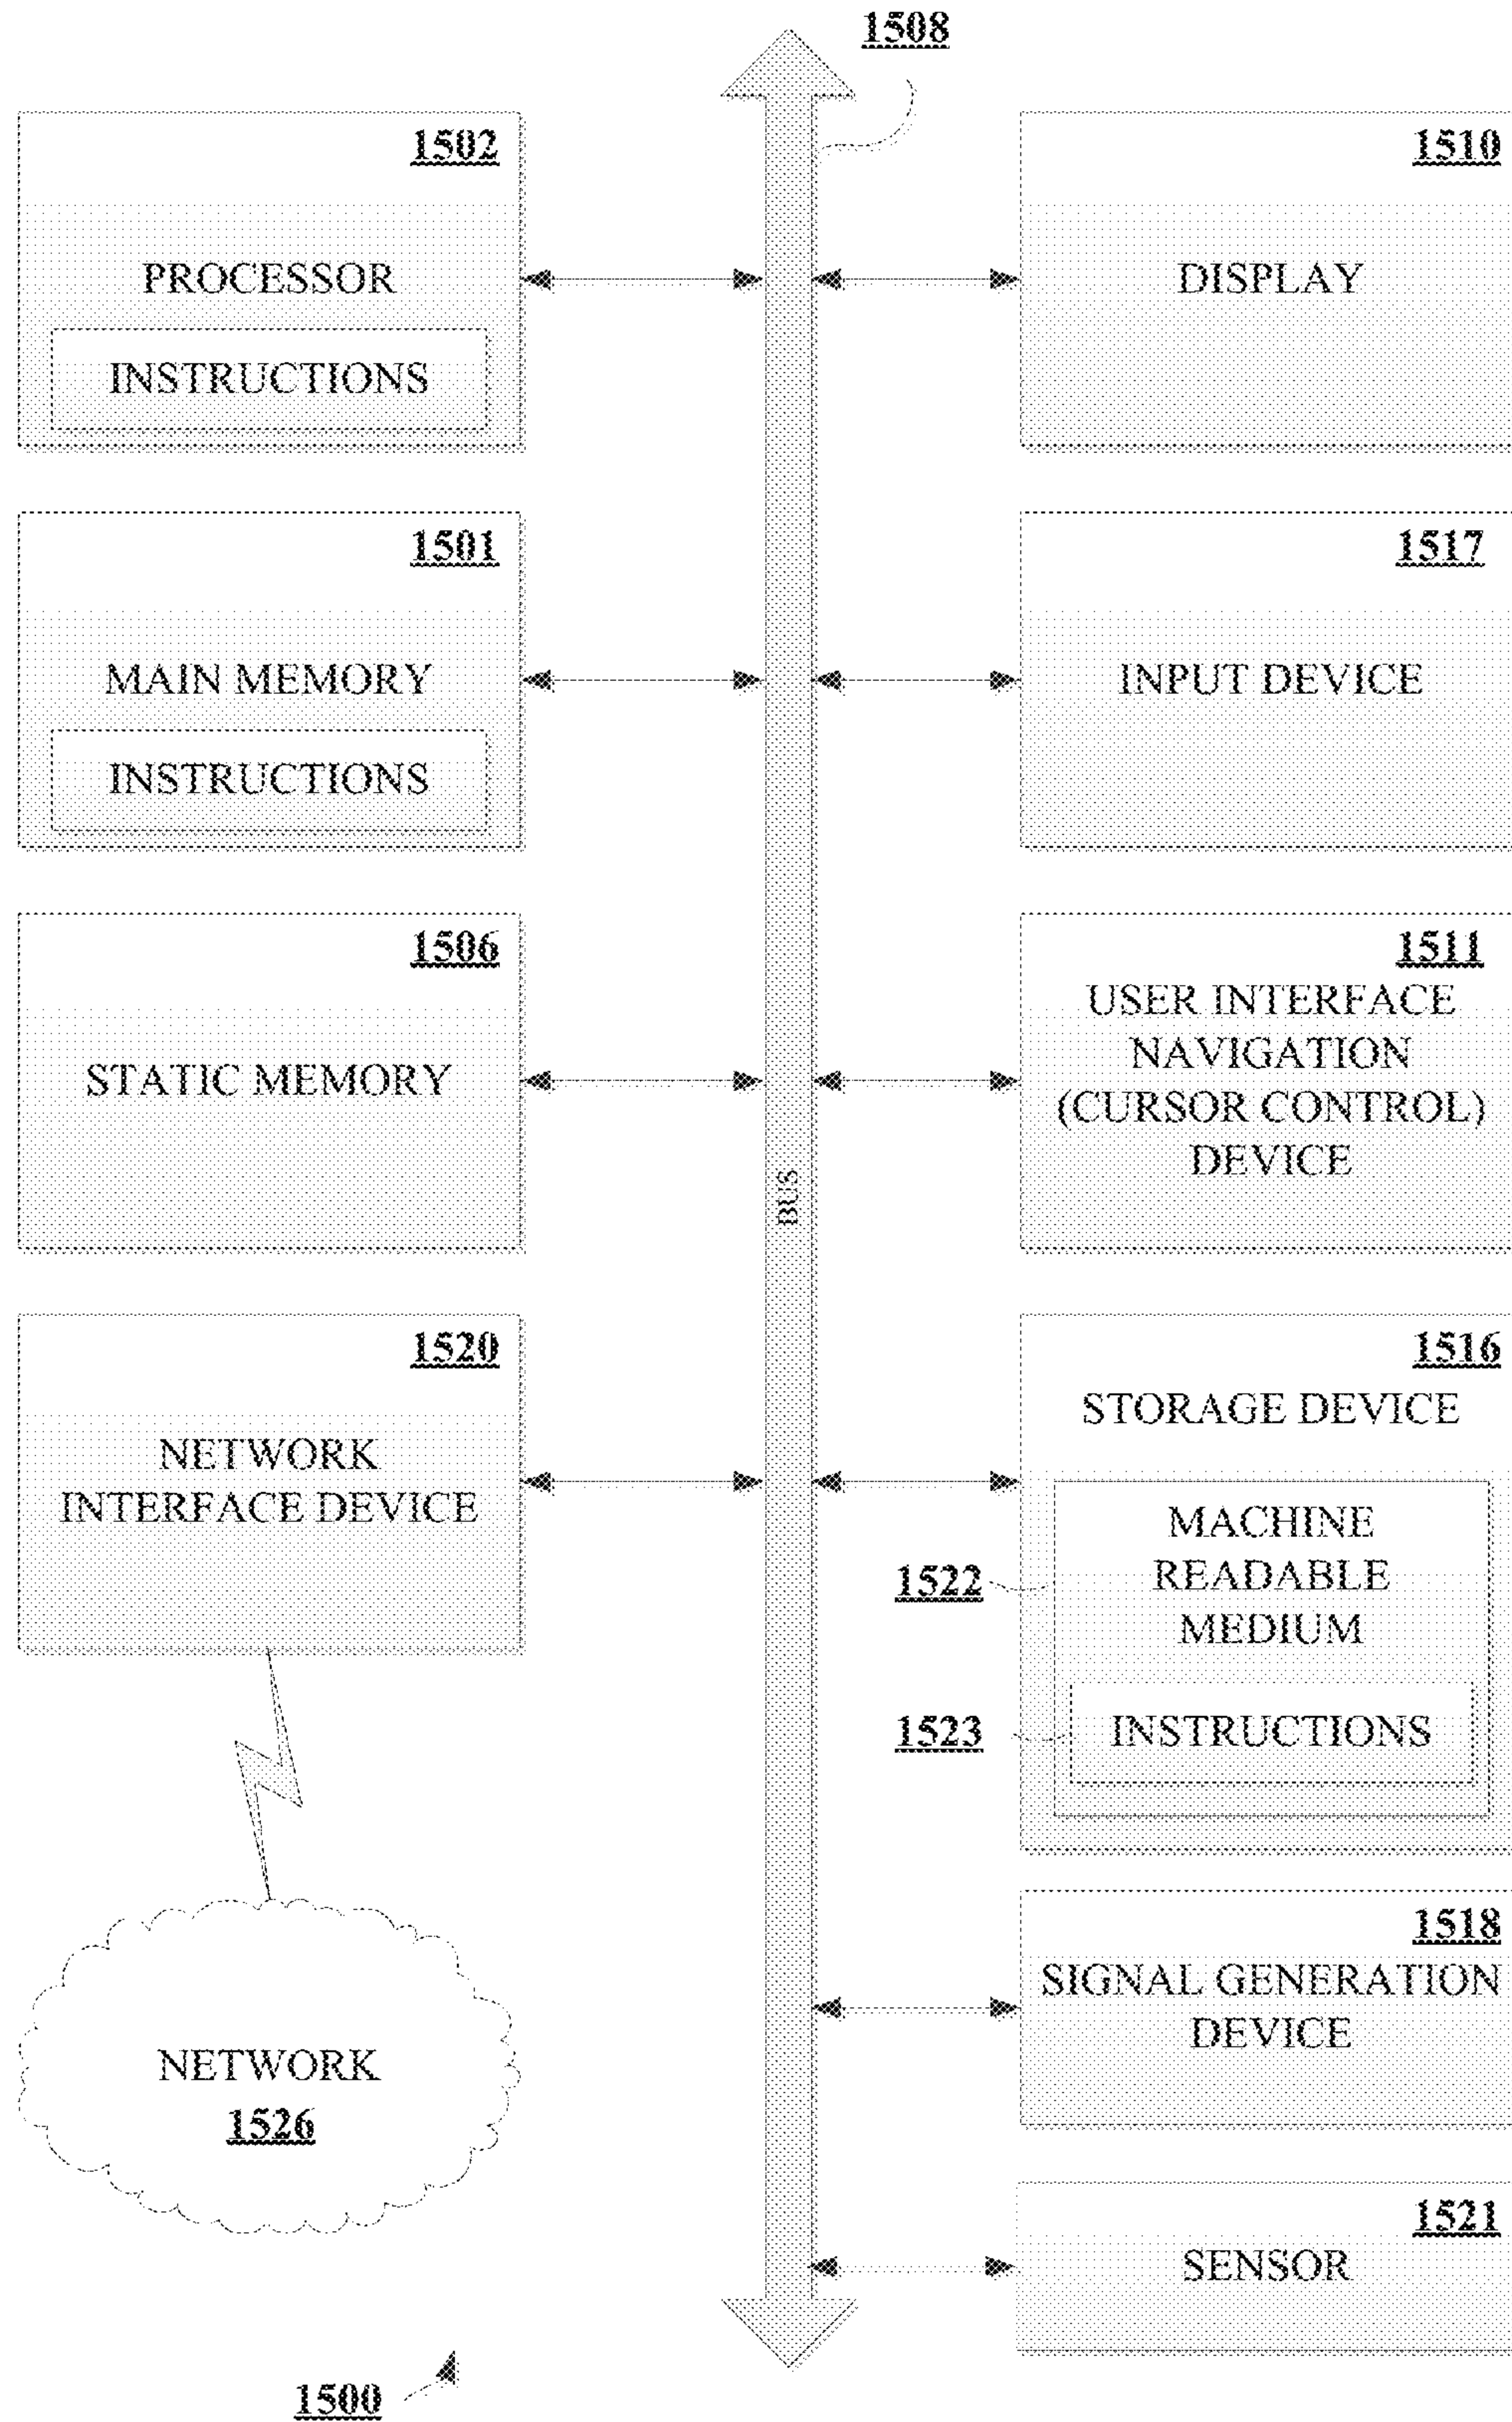 1508
1502
PROCESSOR
INSTRUCTIONS
1510
DISPLAY
1501
MAIN MEMORY
INSTRUCTIONS
1517
INPUT DEVICE
1506
STATIC MEMORY
1511
USER INTERFACE
NAVIGATION
(CURSOR CONTROL)
DEVICE
BUS
1520
NETWORK
INTERFACE DEVICE
1516
STORAGE DEVICE
MACHINE
READABLE
MEDIUM
1522
INSTRUCTIONS
1523
1518
SIGNAL GENERATION
DEVICE
NETWORK
1526
1521
SENSOR
1500